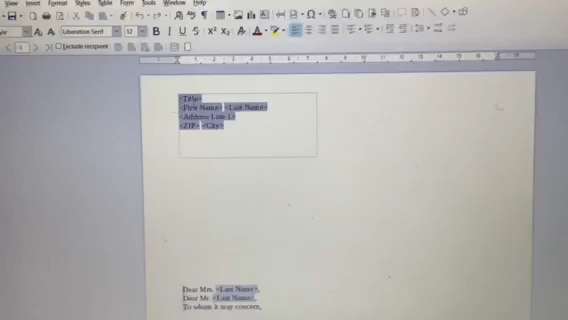 View Insert Format Styles Table Form Tools Window Help
Liberation Serif 12
Exclude recipient
<Title>
<First Name> <Last Name>
<Address Line 1>
<ZIP> <City>
Dear Mrs. <Last Name>,
Dear Mr. <Last Name>,
To whom it may concern,